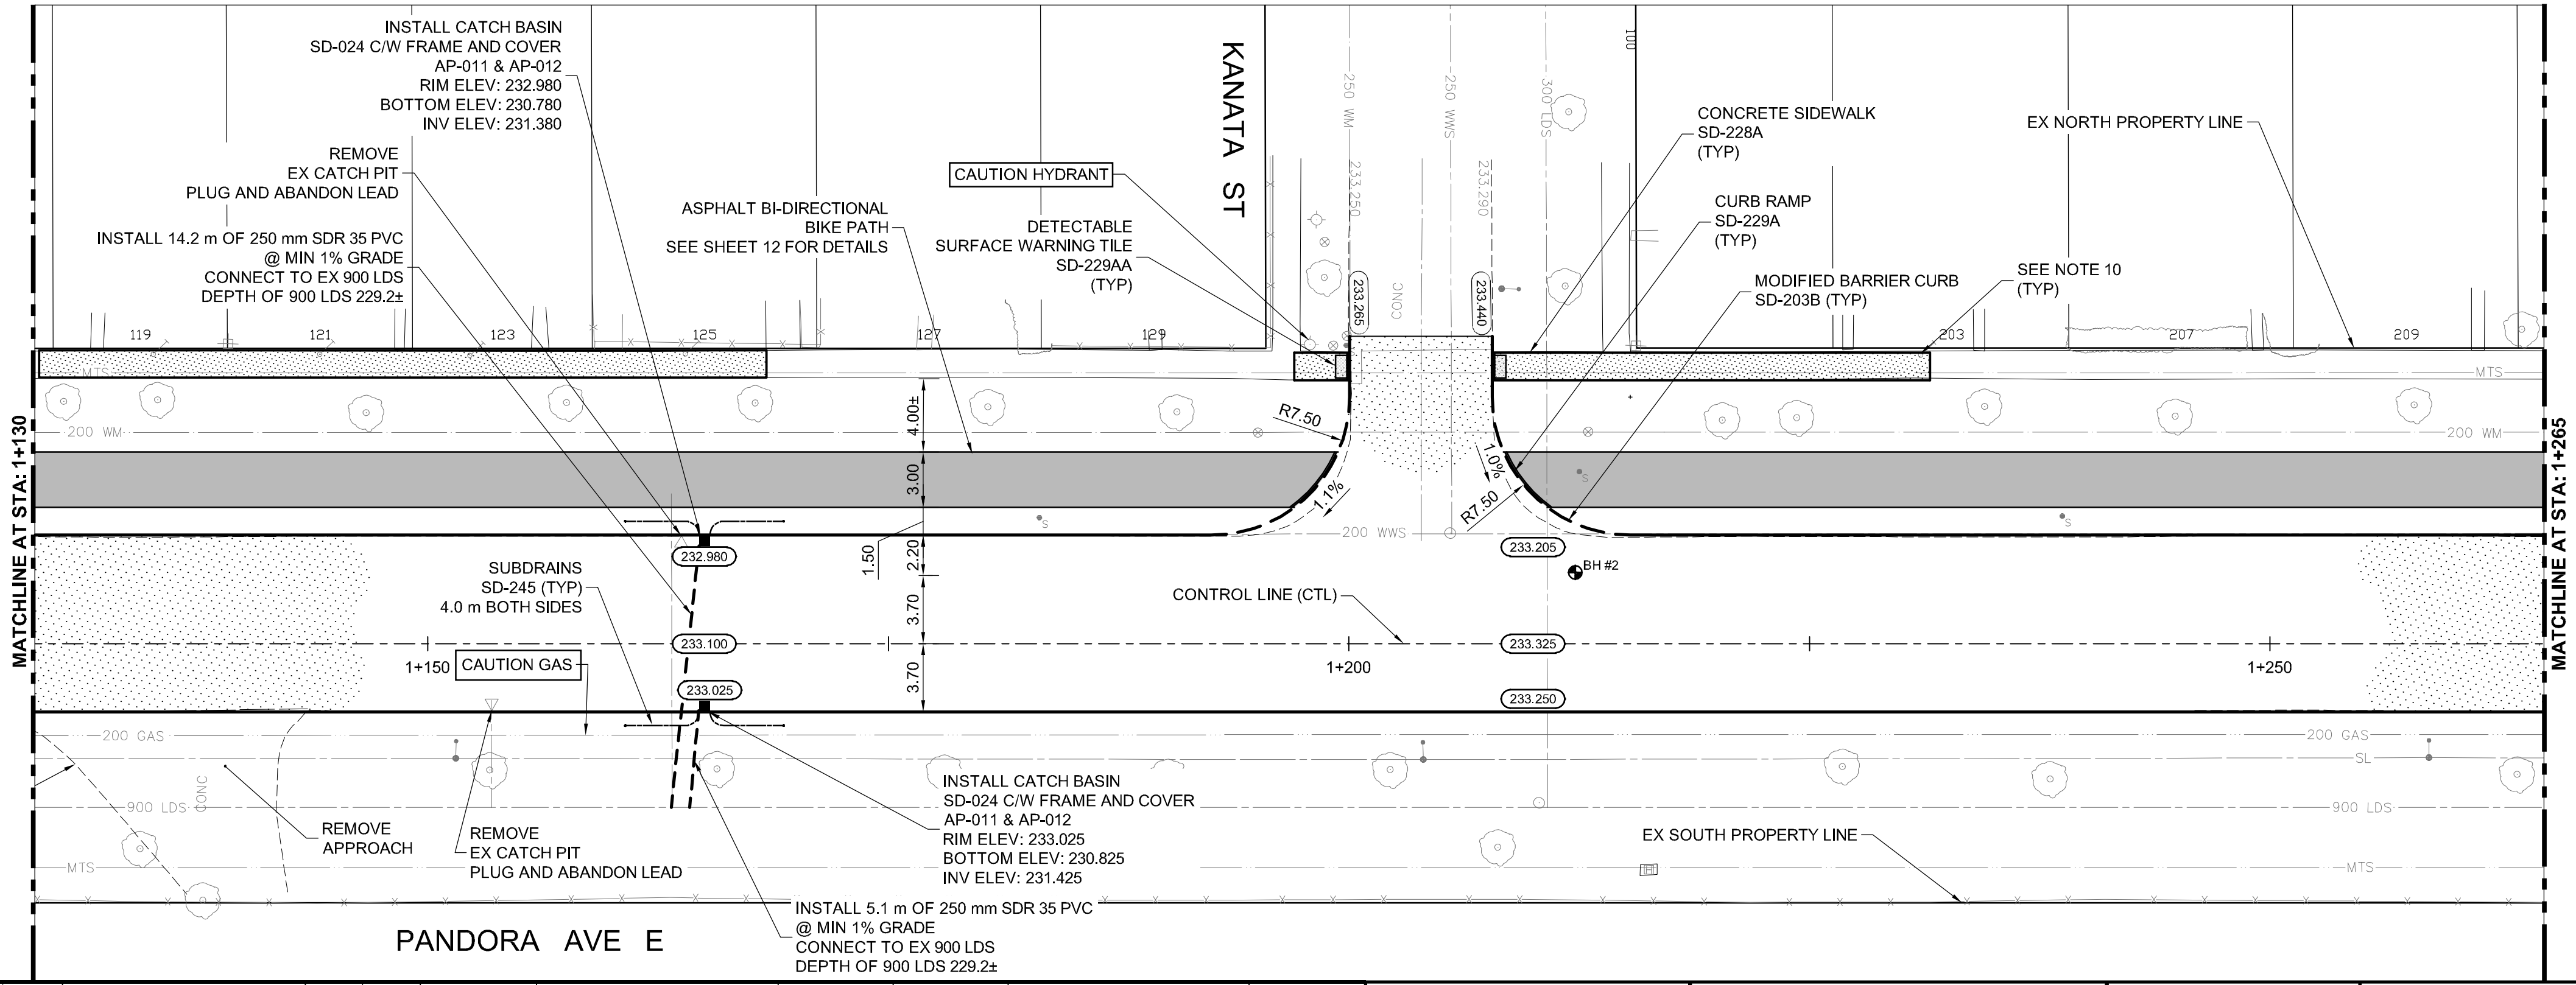 INSTALL CATCH BASIN
SD-024 C/W FRAME AND COVER
AP-011 & AP-012
RIM ELEV: 232.980
BOTTOM ELEV: 230.780
INV ELEV: 231.380
REMOVE
EX CATCH PIT
PLUG AND ABANDON LEAD
INSTALL 14.2 m OF 250 mm SDR 35 PVC
@ MIN 1% GRADE
CONNECT TO EX 900 LDS
DEPTH OF 900 LDS 229.2±
ASPHALT BI-DIRECTIONAL
BIKE PATH
SEE SHEET 12 FOR DETAILS
CAUTION HYDRANT
DETECTABLE
SURFACE WARNING TILE
SD-229AA
(TYP)
KANATA ST
250 WM
250 WWS
300 LDS
100
233.250
233.290
233.265
CONC
233.440
CONCRETE SIDEWALK
SD-228A
(TYP)
CURB RAMP
SD-229A
(TYP)
MODIFIED BARRIER CURB
SD-203B (TYP)
SEE NOTE 10
(TYP)
EX NORTH PROPERTY LINE
119
121
123
125
127
129
203
207
209
MTS
MTS
200 WM
200 WM
4.00±
3.00
1.50
2.20
3.70
3.70
R7.50
1.1%
1.0%
R7.50
200 WWS
MATCHLINE AT STA: 1+130
MATCHLINE AT STA: 1+265
S
S
S
232.980
233.205
BH #2
SUBDRAINS
SD-245 (TYP)
4.0 m BOTH SIDES
CONTROL LINE (CTL)
233.100
233.325
1+150
1+200
1+250
CAUTION GAS
233.025
233.250
200 GAS
200 GAS
SL
CONC
900 LDS
900 LDS
REMOVE
APPROACH
REMOVE
EX CATCH PIT
PLUG AND ABANDON LEAD
INSTALL CATCH BASIN
SD-024 C/W FRAME AND COVER
AP-011 & AP-012
RIM ELEV: 233.025
BOTTOM ELEV: 230.825
INV ELEV: 231.425
EX SOUTH PROPERTY LINE
MTS
MTS
INSTALL 5.1 m OF 250 mm SDR 35 PVC
@ MIN 1% GRADE
CONNECT TO EX 900 LDS
DEPTH OF 900 LDS 229.2±
PANDORA AVE E